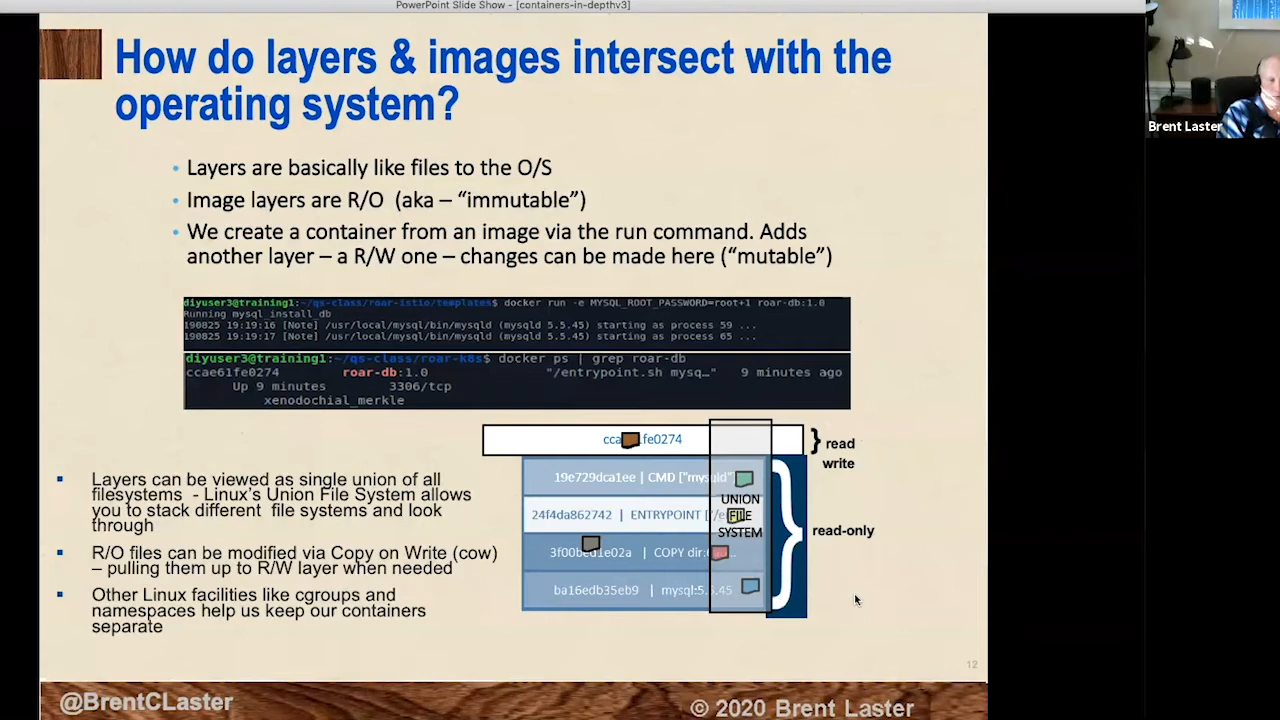 PowerPoint Slide Show - [containers-in-depthv3]
How do layers & images intersect with the
operating system?
Brent Laster
• Layers are basically like files to the O/S
• Image layers are R/O (aka – “immutable”)
• We create a container from an image via the run command. Adds
another layer – a R/W one – changes can be made here (“mutable”)
diyuser3@training1:~/qs-class/roar-istio/templates$ docker run -e MYSQL_ROOT_PASSWORD=root+1 roar-db:1.0
Running mysql_install_db
190825 19:19:16 [Note] /usr/local/mysql/bin/mysqld (mysqld 5.5.45) starting as process 59 ...
190825 19:19:17 [Note] /usr/local/mysql/bin/mysqld (mysqld 5.5.45) starting as process 65 ...
diyuser3@training1:~/qs-class/roar-k8s$ docker ps | grep roar-db
ccae61fe0274 roar-db:1.0 "/entrypoint.sh mysq…" 9 minutes ago
Up 9 minutes 3306/tcp
xenodochial_merkle
1fe0274
} read
write
19e729dca1ee | CMD ["mysqld"
24f4da862742 | ENTRYPOINT ["/e
3f00be | COPY dir:
ba16edb35eb9 | mysql:5.5.45
UNION
FILE
SYSTEM
} read-only
▪ Layers can be viewed as single union of all
filesystems - Linux’s Union File System allows
you to stack different file systems and look
through
▪ R/O files can be modified via Copy on Write (cow)
– pulling them up to R/W layer when needed
▪ Other Linux facilities like cgroups and
namespaces help us keep our containers
separate
12
@BrentCLaster
© 2020 Brent Laster